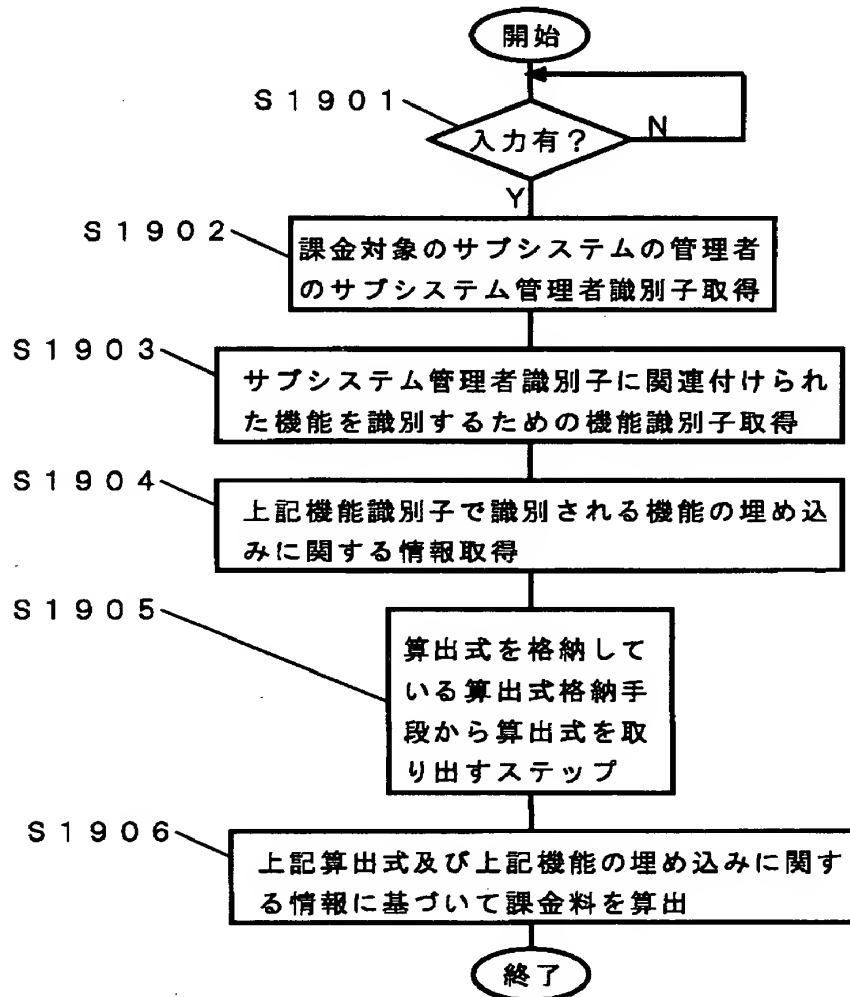 開始
S1901
入力有?
N
Y
S1902
課金対象のサブシステムの管理者
のサブシステム管理者識別子取得
S1903
サブシステム管理者識別子に関連付けられ
た機能を識別するための機能識別子取得
S1904
上記機能識別子で識別される機能の埋め込
みに関する情報取得
S1905
算出式を格納して
いる算出式格納手
段から算出式を取
り出すステップ
S1906
上記算出式及び上記機能の埋め込みに関す
る情報に基づいて課金料を算出
終了